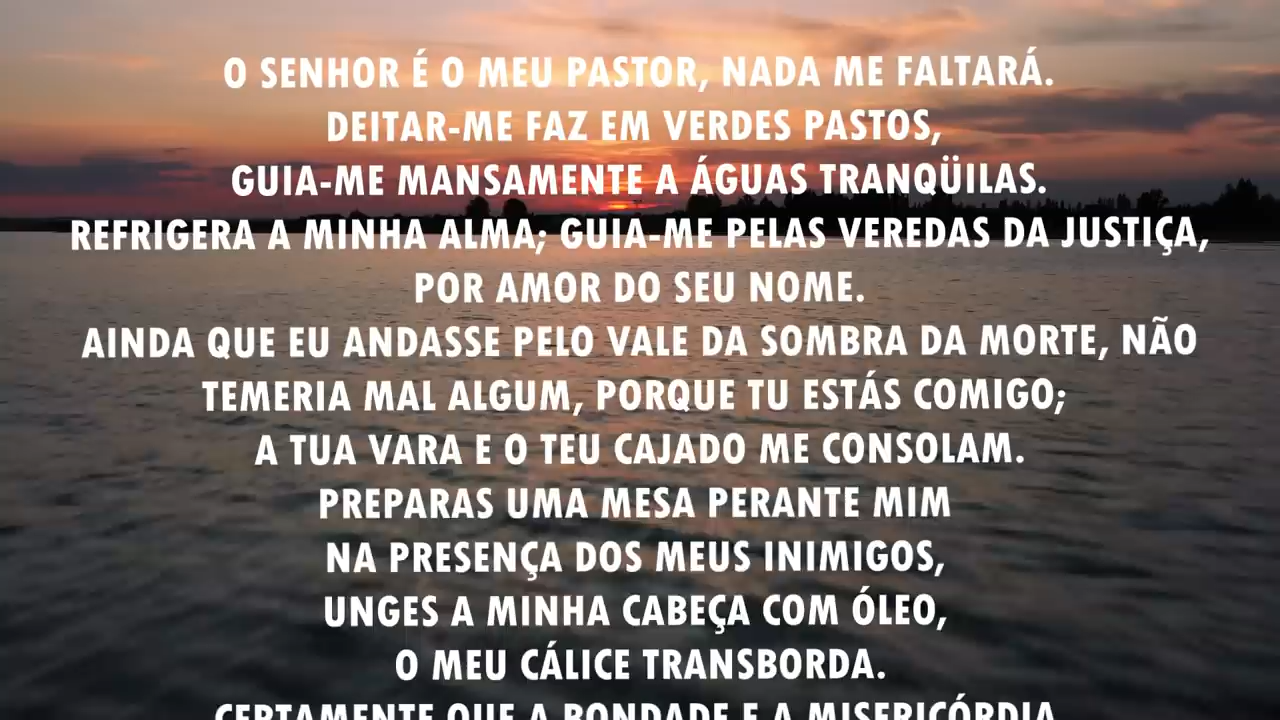 O SENHOR É O MEU PASTOR, NADA ME FALTARÁ.
DEITAR-ME FAZ EM VERDES PASTOS,
GUIA-ME MANSAMENTE A ÁGUAS TRANQÜILAS.
REFRIGERA A MINHA ALMA; GUIA-ME PELAS VEREDAS DA JUSTIÇA,
POR AMOR DO SEU NOME.
AINDA QUE EU ANDASSE PELO VALE DA SOMBRA DA MORTE, NÃO
TEMERIA MAL ALGUM, PORQUE TU ESTÁS COMIGO;
A TUA VARA E O TEU CAJADO ME CONSOLAM.
PREPARAS UMA MESA PERANTE MIM
NA PRESENÇA DOS MEUS INIMIGOS,
UNGES A MINHA CABEÇA COM ÓLEO,
O MEU CÁLICE TRANSBORDA.
CERTAMENTE QUE A BONDADE E A MISERICÓRDIA